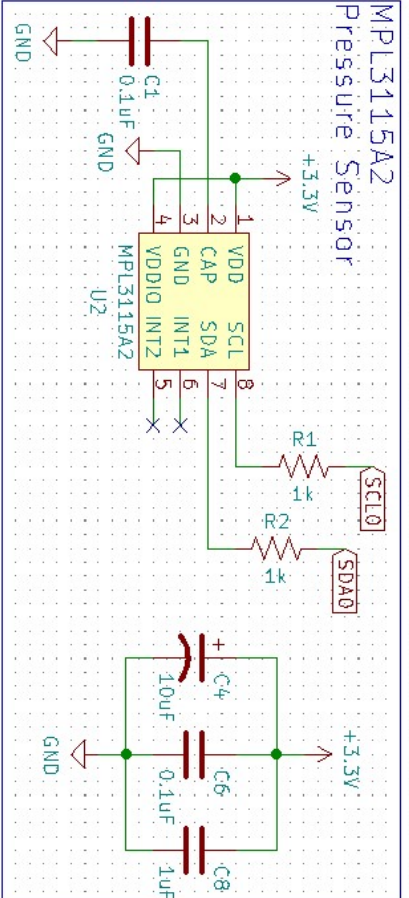 MPL3115A2
Pressure Sensor
GND
C1
0.1uF
GND
+3.3V
1
2
3
4
VDD
CAP
GND
VDDIO
SCL
SDA
INT1
INT2
8
7
6
5
MPL3115A2
U2
R1
1k
SCL0
R2
1k
SDA0
+
C4
10uF
C6
0.1uF
C8
1uF
+3.3V
GND